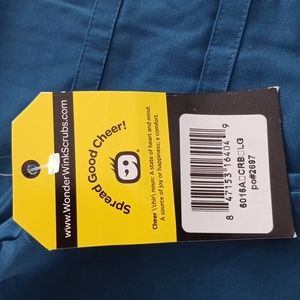 www.WonderWinkScrubs.com
Spread Good Cheer!
Cheer \'chir\ noun: A state of heart and mind.
A source of joy or happiness; a comfort.
8 47153 16404 9
6016A□CRB□LG
po#2697